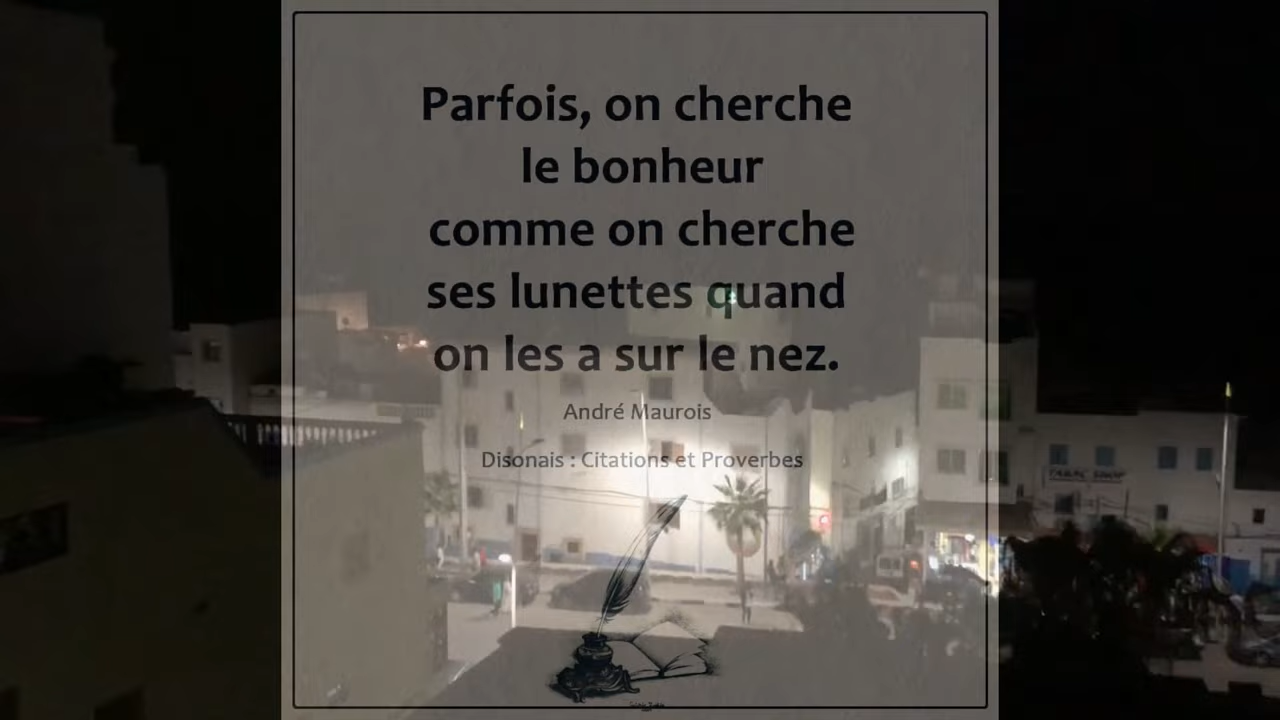 Parfois, on cherche
le bonheur
comme on cherche
ses lunettes quand
on les a sur le nez.
André Maurois
Disonais : Citations et Proverbes